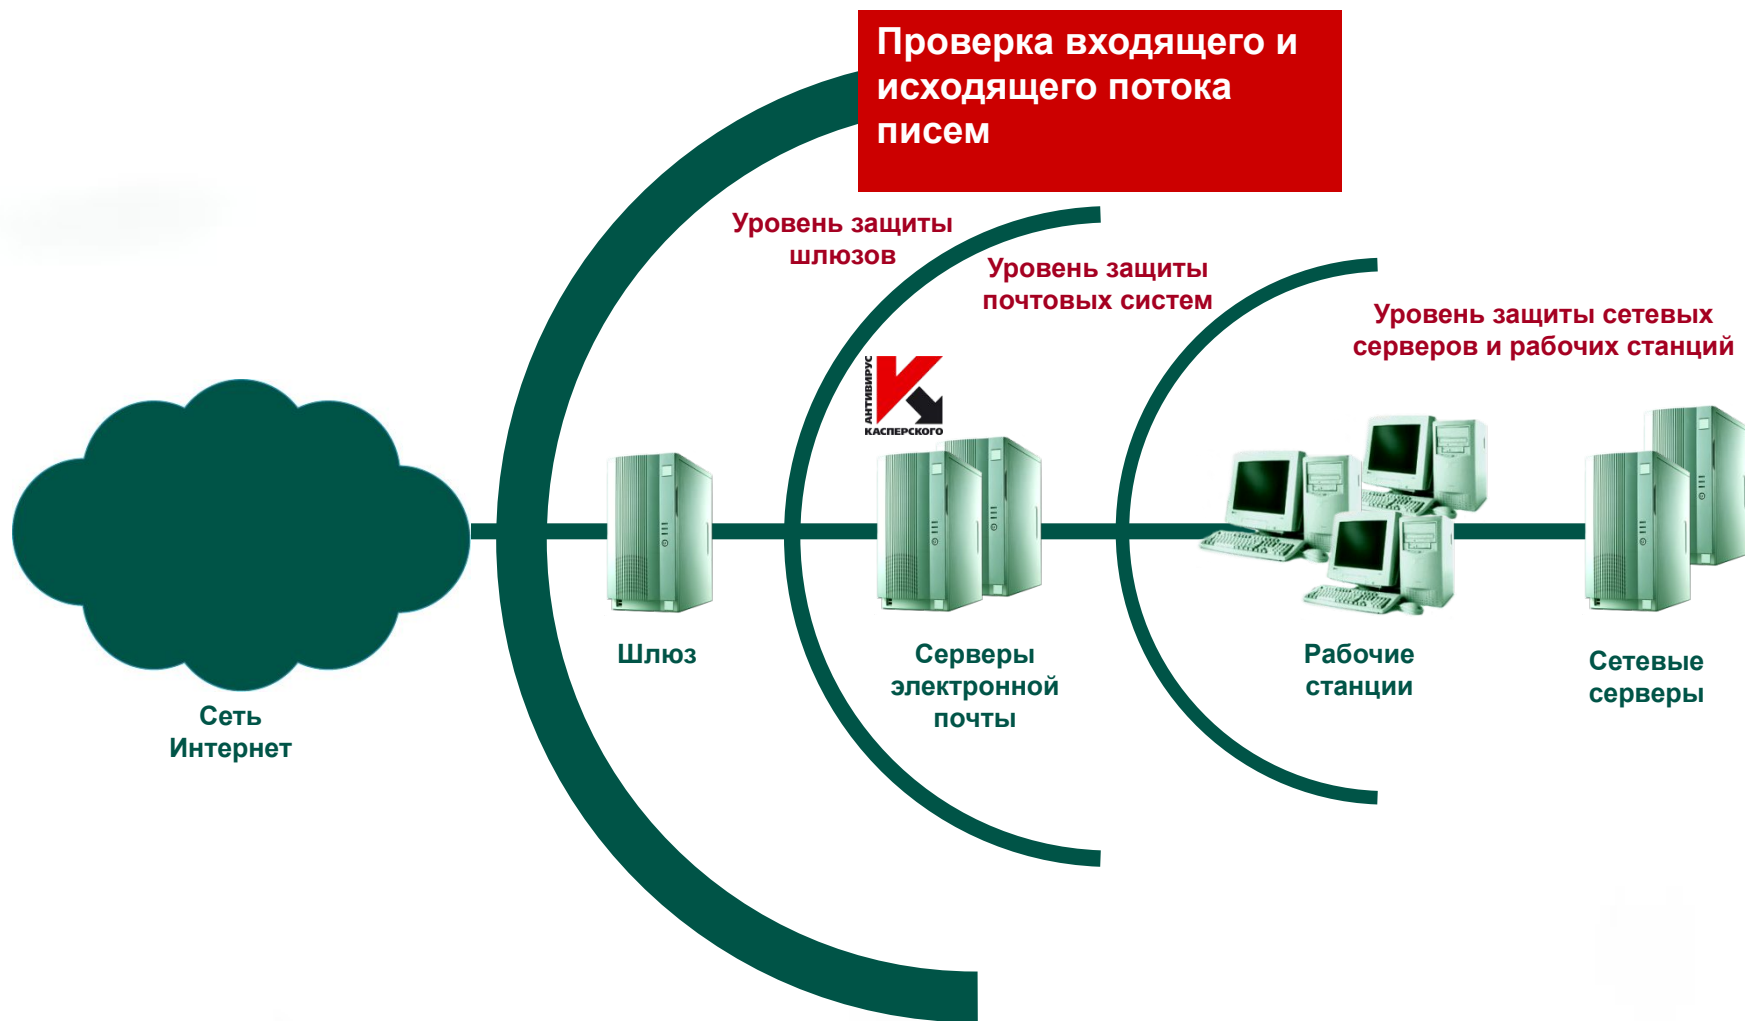 Проверка входящего и
исходящего потока
писем
Уровень защиты
шлюзов
Уровень защиты
почтовых систем
Уровень защиты сетевых
серверов и рабочих станций
АНТИВИРУС
КАСПЕРСКОГО
Шлюз
Серверы
электронной
почты
Рабочие
станции
Сетевые
серверы
Сеть
Интернет